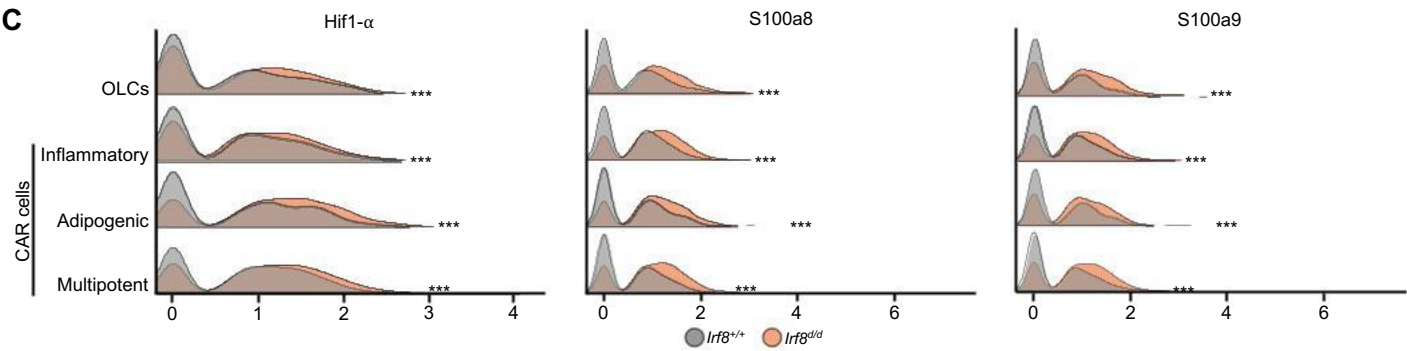 C
Hif1-α
S100a8
S100a9
OLCs
***
***
***
Inflammatory
***
***
***
Adipogenic
***
***
***
Multipotent
***
***
***
CAR cells
0 1 2 3 4
0 2 4 6
0 2 4 6
Irf8+/+ Irf8d/d